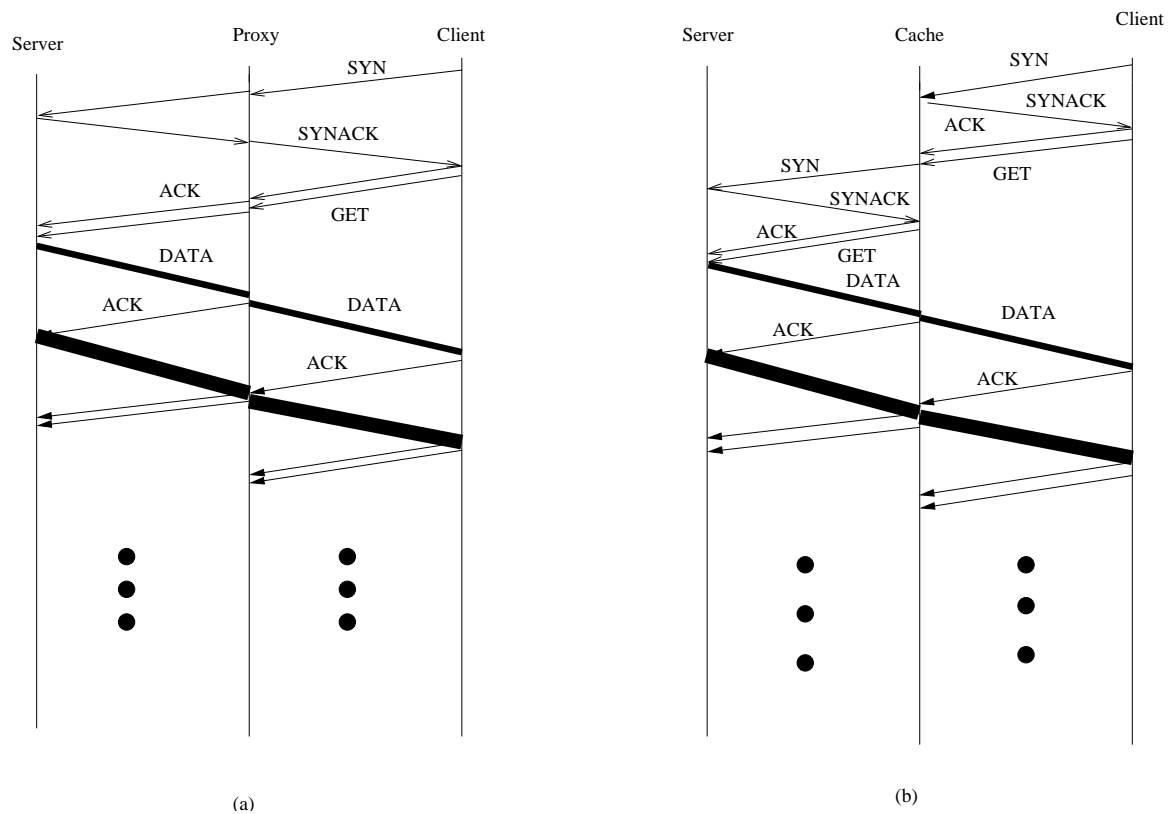 Server
Proxy
Client
SYN
SYNACK
ACK
GET
DATA
DATA
ACK
ACK
(a)
Server
Cache
Client
SYN
SYNACK
ACK
GET
SYN
SYNACK
ACK
GET
DATA
DATA
ACK
ACK
(b)